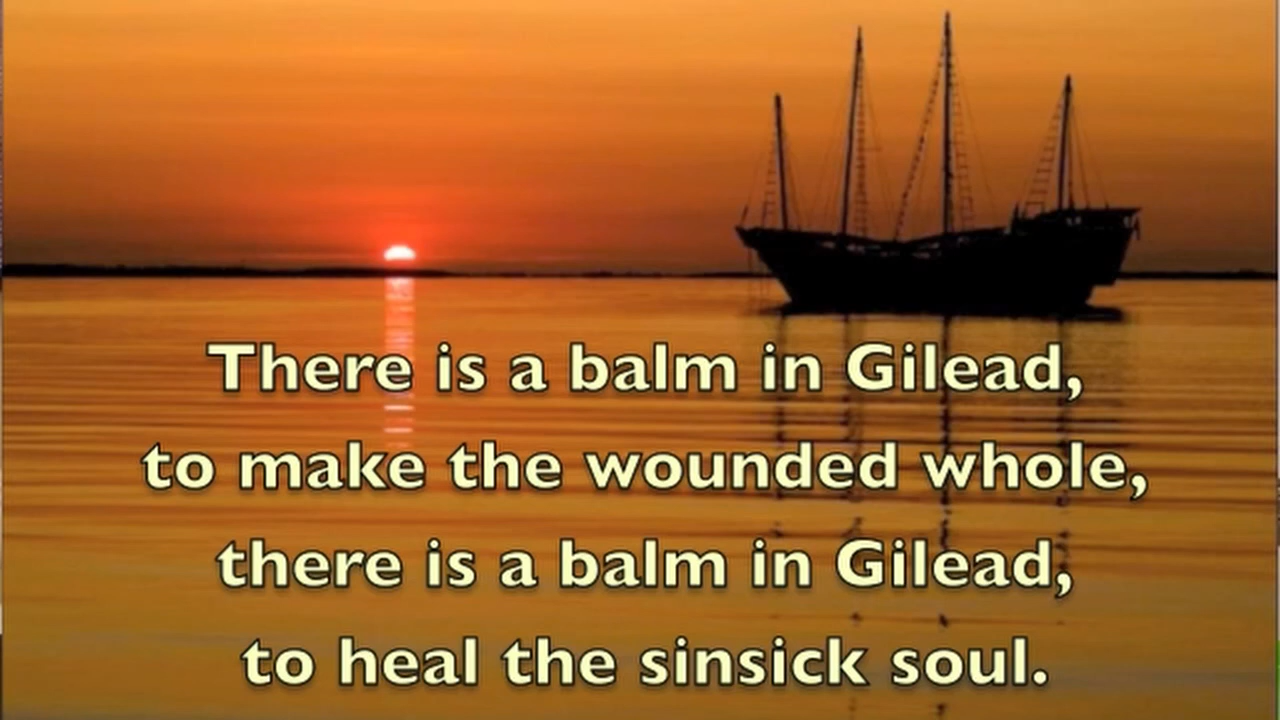 There is a balm in Gilead,
to make the wounded whole,
there is a balm in Gilead,
to heal the sinsick soul.